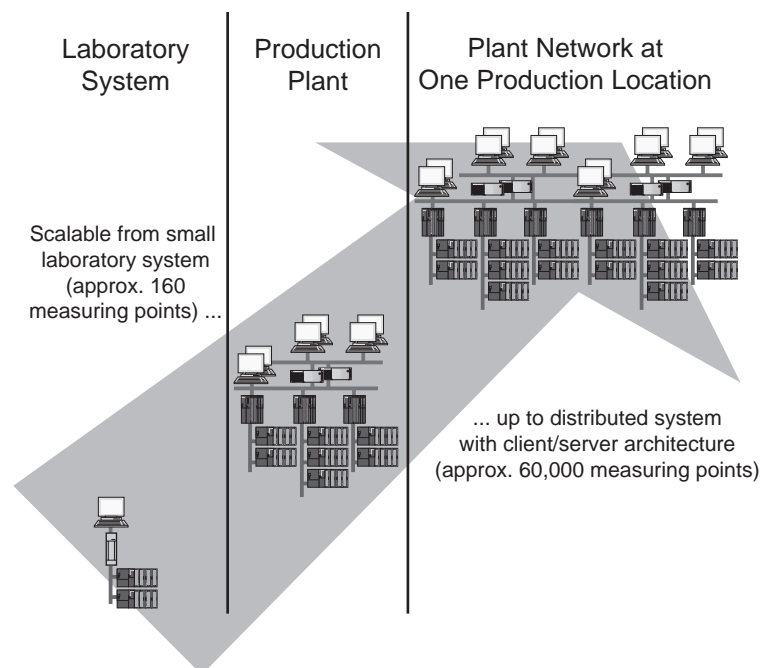 Laboratory
System
Production
Plant
Plant Network at
One Production Location
Scalable from small
laboratory system
(approx. 160
measuring points) ...
... up to distributed system
with client/server architecture
(approx. 60,000 measuring points)